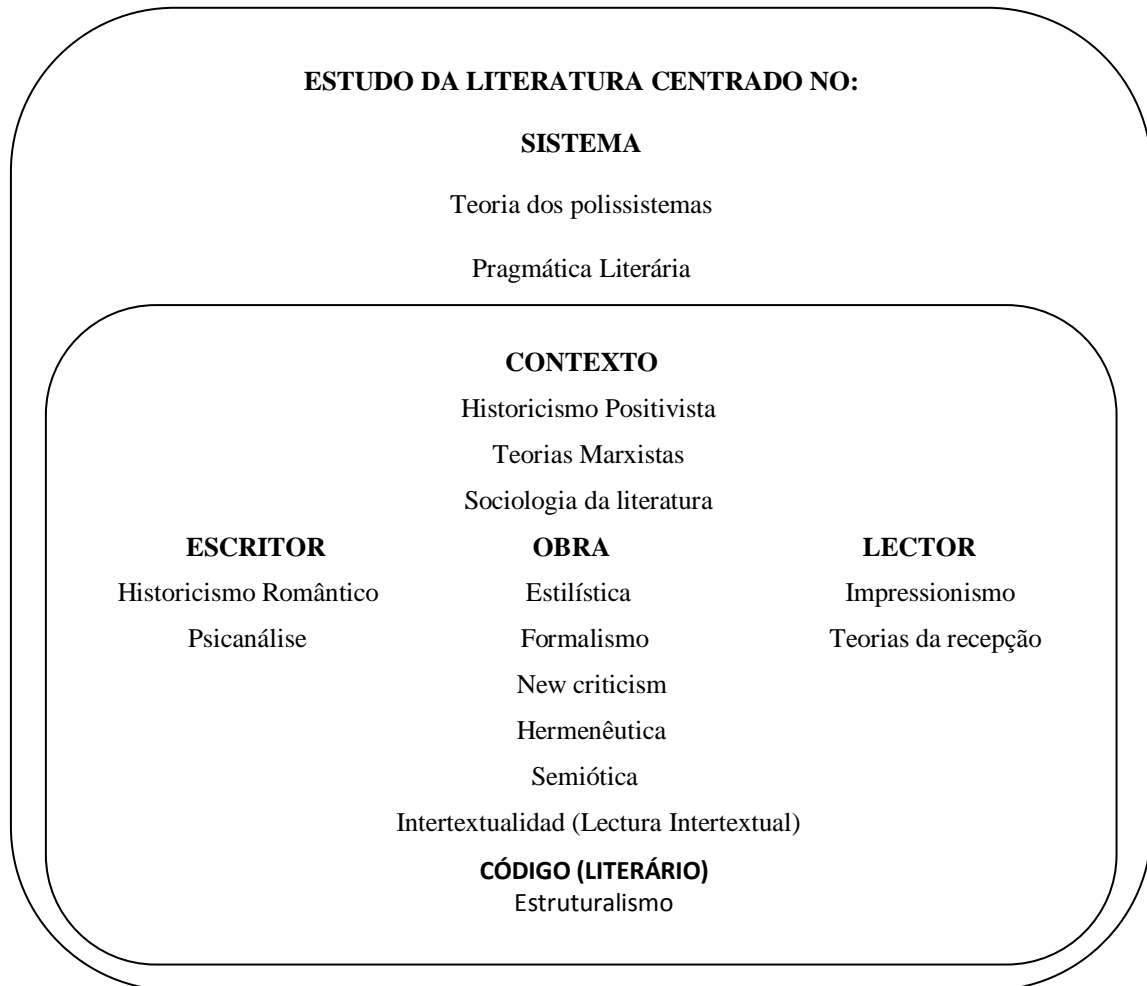 ESTUDO DA LITERATURA CENTRADO NO:
SISTEMA
Teoria dos polissistemas
Pragmática Literária
CONTEXTO
Historicismo Positivista
Teorias Marxistas
Sociologia da literatura
ESCRITOR OBRA LECTOR
Historicismo Romântico Estilística Impressionismo
Psicanálise Formalismo Teorias da recepção
New criticism
Hermenêutica
Semiótica
Intertextualidad (Lectura Intertextual)
CÓDIGO (LITERÁRIO)
Estruturalismo